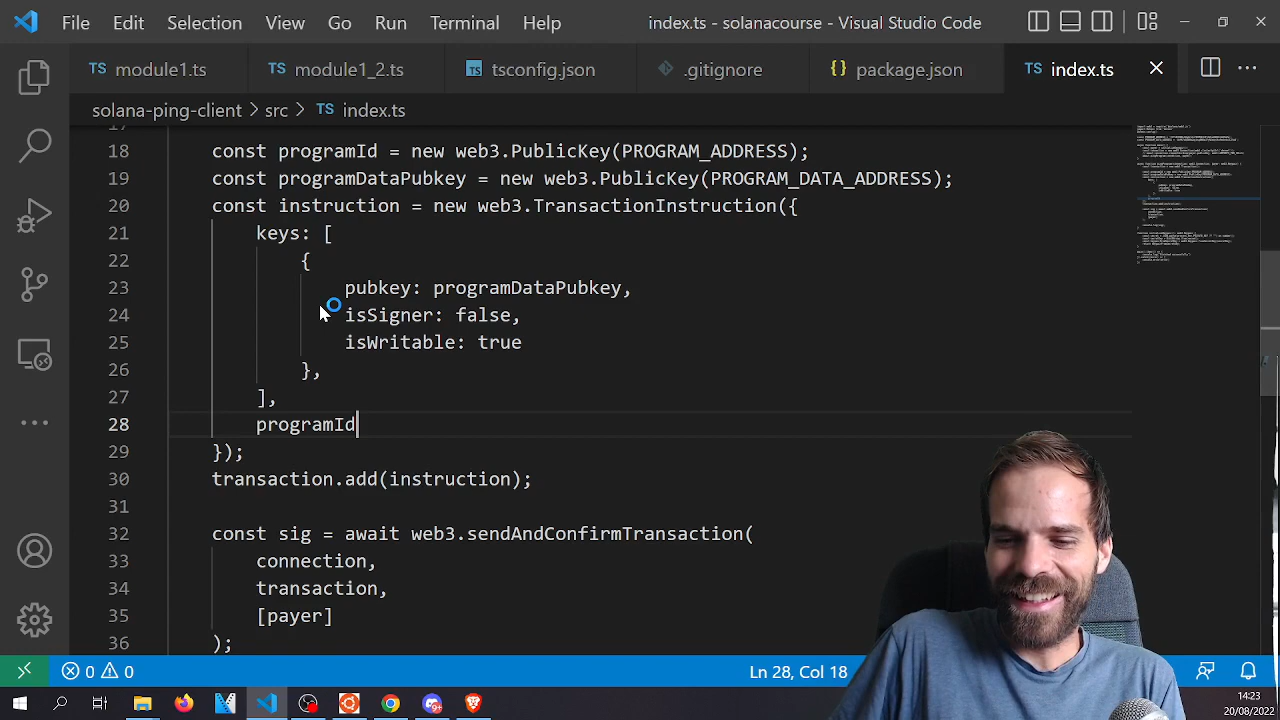 File Edit Selection View Go Run Terminal Help index.ts - solanacourse - Visual Studio Code
TS module1.ts TS module1_2.ts TS tsconfig.json .gitignore {} package.json TS index.ts
solana-ping-client > src > TS index.ts
18 const programId = new web3.PublicKey(PROGRAM_ADDRESS);
19 const programDataPubkey = new web3.PublicKey(PROGRAM_DATA_ADDRESS);
20 const instruction = new web3.TransactionInstruction({
21 keys: [
22 {
23 pubkey: programDataPubkey,
24 isSigner: false,
25 isWritable: true
26 },
27 ],
28 programId
29 });
30 transaction.add(instruction);
31
32 const sig = await web3.sendAndConfirmTransaction(
33 connection,
34 transaction,
35 [payer]
36 );
0 0 Ln 28, Col 18
14:23
20/08/2022